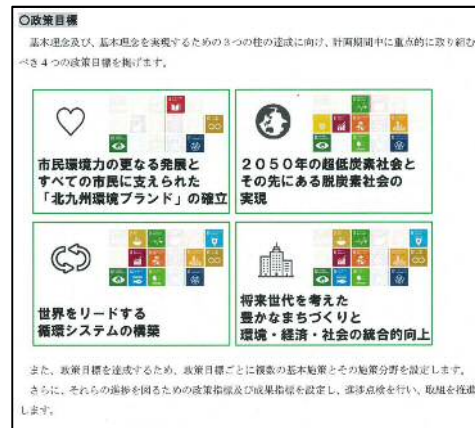 〇政策目標
基本理念及び、基本理念を実現するための3つの柱の達成に向け、計画期間中に重点的に取り組む
べき4つの政策目標を掲げます。
市民環境力の更なる発展と
すべての市民に支えられた
「北九州環境ブランド」の確立
2050年の超低炭素社会と
その先にある脱炭素社会の
実現
世界をリードする
循環システムの構築
将来世代を考えた
豊かなまちづくりと
環境・経済・社会の統合的向上
また、政策目標を達成するため、政策目標ごとに複数の基本施策とその施策分野を設定します。
さらに、それらの進捗を図るための政策指標及び成果指標を設定し、進捗点検を行い、取組を推進
します。